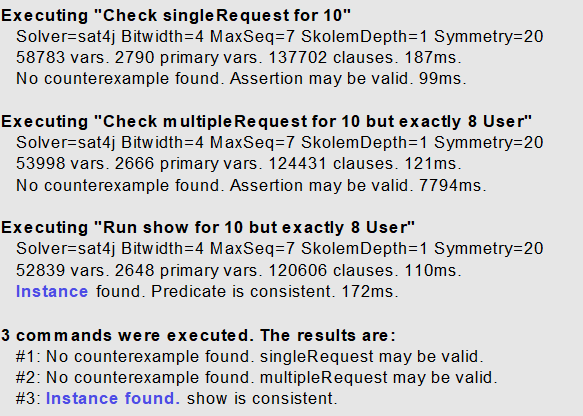 Executing "Check singleRequest for 10"
Solver=sat4j Bitwidth=4 MaxSeq=7 SkolemDepth=1 Symmetry=20
58783 vars. 2790 primary vars. 137702 clauses. 187ms.
No counterexample found. Assertion may be valid. 99ms.
Executing "Check multipleRequest for 10 but exactly 8 User"
Solver=sat4j Bitwidth=4 MaxSeq=7 SkolemDepth=1 Symmetry=20
53998 vars. 2666 primary vars. 124431 clauses. 121ms.
No counterexample found. Assertion may be valid. 7794ms.
Executing "Run show for 10 but exactly 8 User"
Solver=sat4j Bitwidth=4 MaxSeq=7 SkolemDepth=1 Symmetry=20
52839 vars. 2648 primary vars. 120606 clauses. 110ms.
Instance found. Predicate is consistent. 172ms.
3 commands were executed. The results are:
#1: No counterexample found. singleRequest may be valid.
#2: No counterexample found. multipleRequest may be valid.
#3: Instance found. show is consistent.